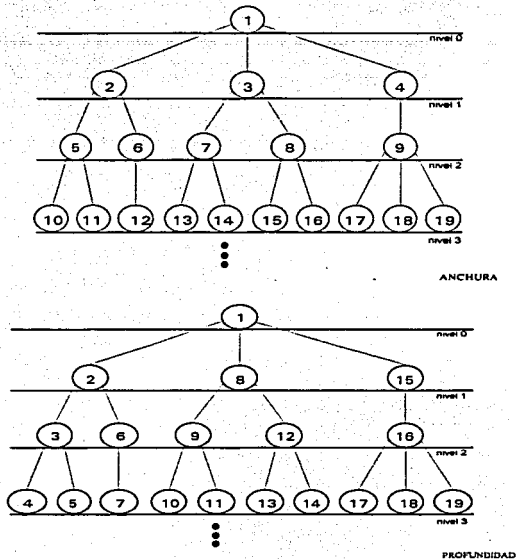 1
nivel 0
2 3 4
nivel 1
5 6 7 8 9
nivel 2
10 11 12 13 14 15 16 17 18 19
nivel 3
ANCHURA
1
nivel 0
2 8 15
nivel 1
3 6 9 12 16
nivel 2
4 5 7 10 11 13 14 17 18 19
nivel 3
PROFUNDIDAD